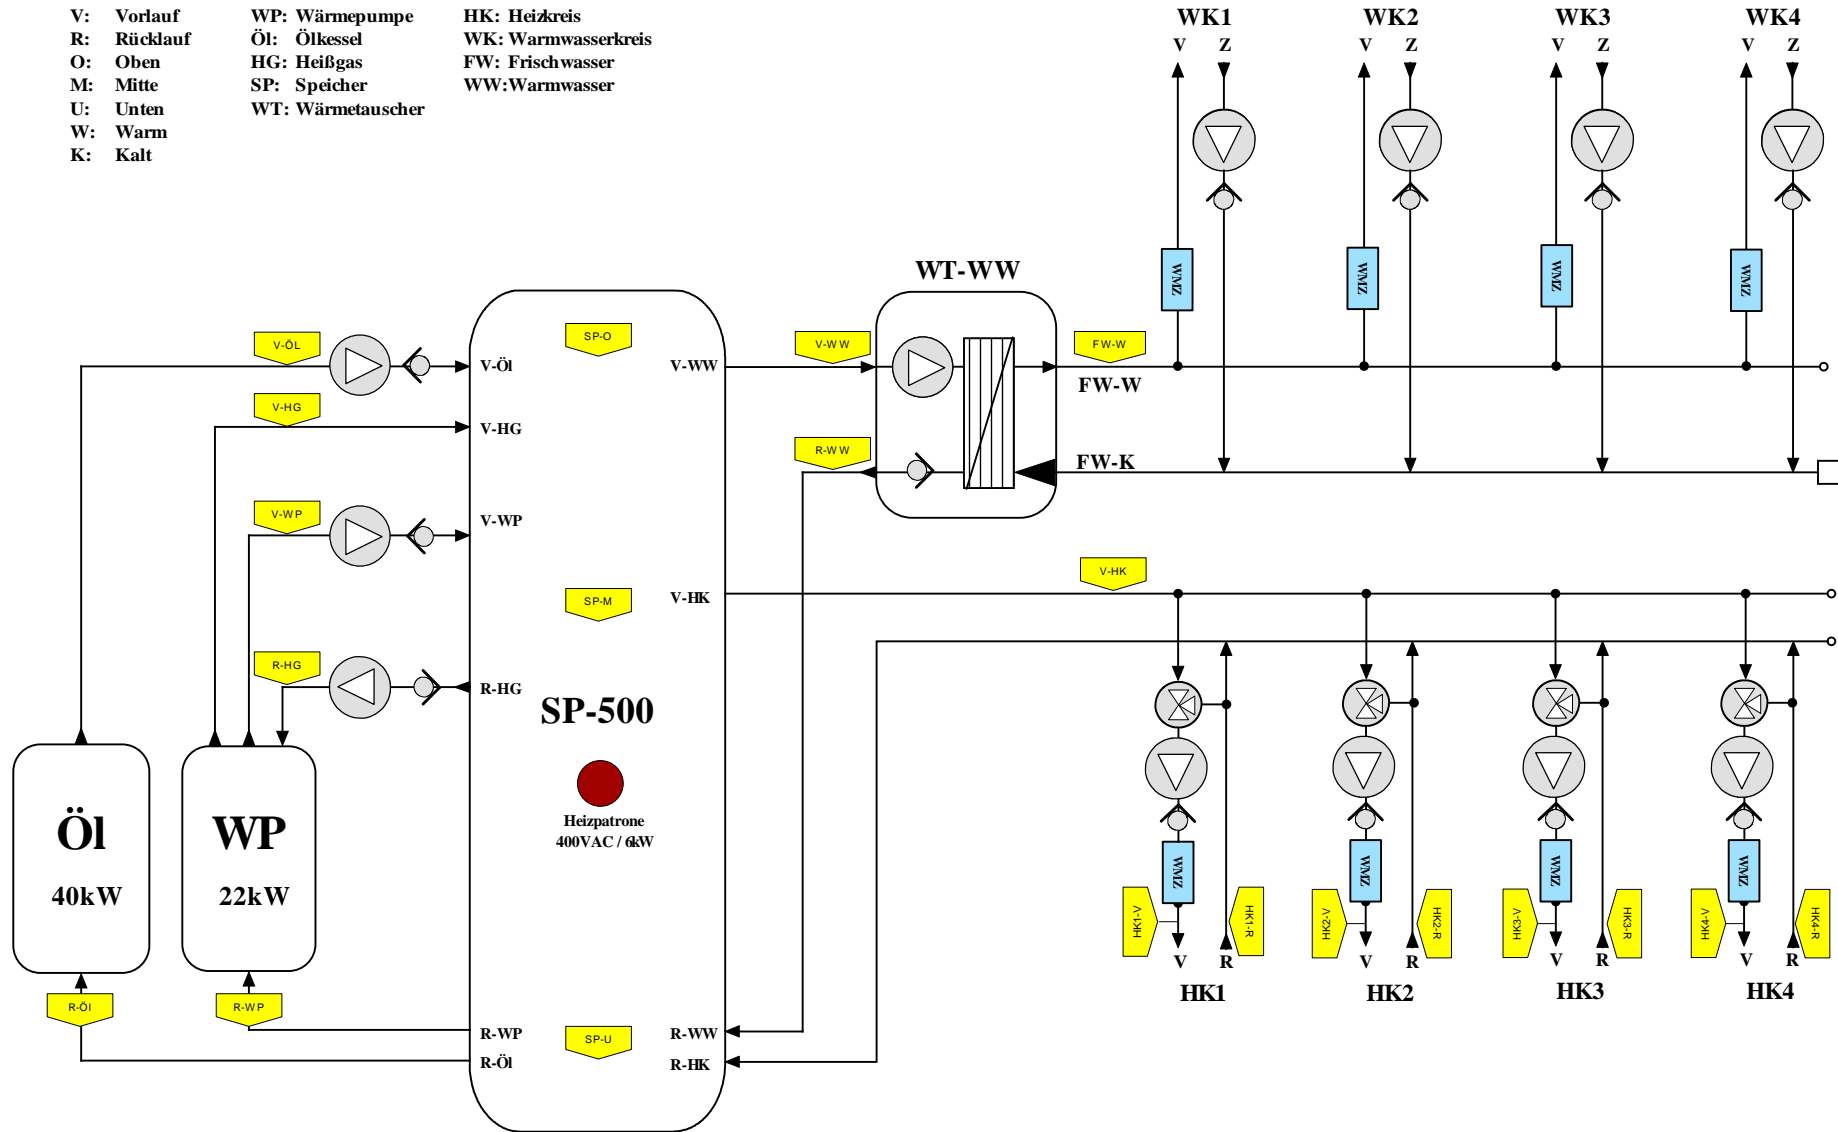 V: Vorlauf WP: Wärmepumpe HK: Heizkreis
R: Rücklauf Öl: Ölkessel WK: Warmwasserkreis
O: Oben HG: Heißgas FW: Frischwasser
M: Mitte SP: Speicher WW:Warmwasser
U: Unten WT: Wärmetauscher
W: Warm
K: Kalt
WK1 WK2 WK3 WK4
V Z V Z V Z V Z
WMZ WMZ WMZ WMZ
WT-WW
V-ÖL SP-O V-WW FW-W
V-Öl V-WW
FW-W
V-HG
V-HG
R-WW
FW-K
V-WP
V-WP
V-HK
SP-M V-HK
R-HG
R-HG
SP-500
Heizpatrone
400VAC / 6kW
Öl WP
40kW 22kW
WMZ WMZ WMZ WMZ
HK1-V HK1-R HK2-V HK2-R HK3-V HK3-R HK4-V HK4-R
V R V R V R V R
HK1 HK2 HK3 HK4
R-Öl R-WP
R-WP SP-U R-WW
R-Öl R-HK